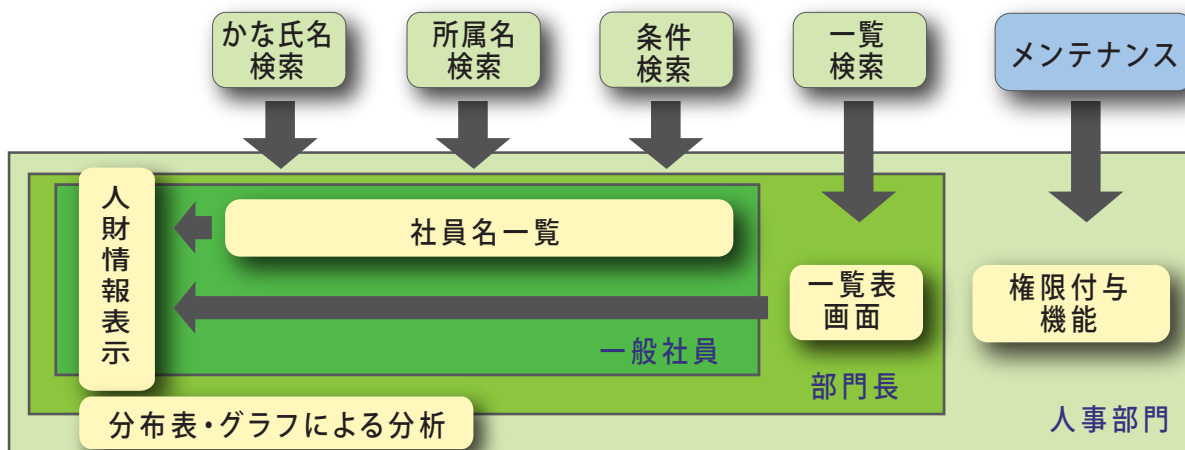 かな氏名
検索
所属名
検索
条件
検索
一覧
検索
メンテナンス
人財情報表示
社員名一覧
一覧表
画面
権限付与
機能
一般社員
部門長
分布表・グラフによる分析
人事部門